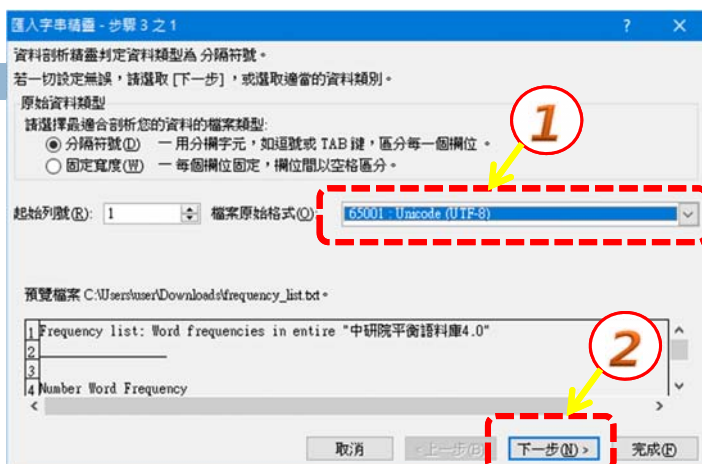 匯入字串精靈 - 步驟 3 之 1 ? ×
資料剖析精靈判定資料類型為 分隔符號。
若一切設定無誤，請選取 [下一步]，或選取適當的資料類別。
原始資料類型
請選擇最適合剖析您的資料的檔案類型:
分隔符號(D) — 用分欄字元，如逗號或 TAB 鍵，區分每一個欄位。
固定寬度(W) — 每個欄位固定，欄位間以空格區分。
1
起始列號(R): 1 檔案原始格式(O): 65001 : Unicode (UTF-8)
預覽檔案 C:\Users\user\Downloads\frequency_list.txt。
1 Frequency list: Word frequencies in entire "中研院平衡語料庫4.0"
2
3
4 Number Word Frequency
2
取消 <上一步(B) 下一步(N) > 完成(F)